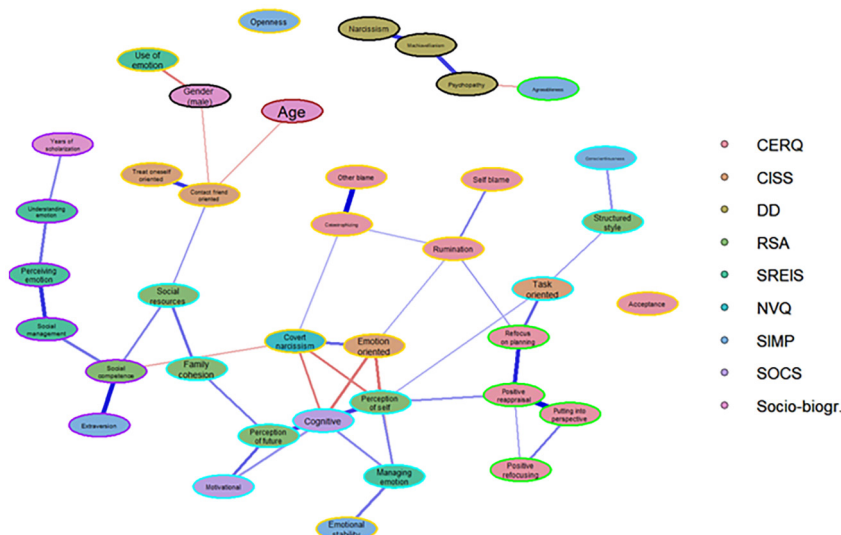 Openness
Narcissism
Machiavellianism
Use of
emotion
Psychopathy
Agreeableness
Gender
(male)
Age
Years of
scholarization
CERQ
Other blame
Self blame
Conscientiousness
Treat oneself
oriented
CISS
Contact friend
oriented
DD
Understanding
emotion
Catastrophizing
Structured
style
RSA
Rumination
Perceiving
emotion
SREIS
Social
resources
Task
oriented
Acceptance
NVQ
Social
management
Covert
narcissism
Emotion
oriented
Refocus
on planning
SIMP
Social
competence
Family
cohesion
SOCS
Perception
of self
Positive
reappraisal
Putting into
perspective
Socio-biogr.
Extraversion
Cognitive
Perception
of future
Positive
refocusing
Managing
emotion
Motivational
Emotional
stability